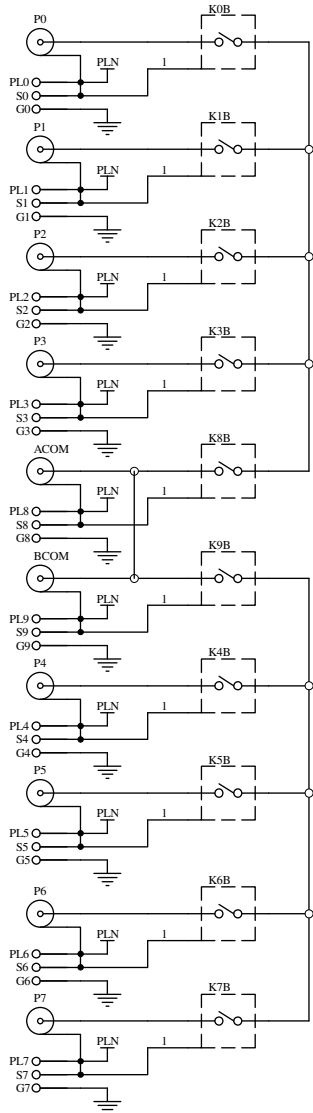 P0
K0B
PLN
PL0
1
S0
G0
P1
K1B
PLN
PL1
1
S1
G1
P2
K2B
PLN
PL2
1
S2
G2
P3
K3B
PLN
PL3
1
S3
G3
ACOM
K8B
PLN
PL8
1
S8
G8
BCOM
K9B
PLN
PL9
1
S9
G9
P4
K4B
PLN
PL4
1
S4
G4
P5
K5B
PLN
PL5
1
S5
G5
P6
K6B
PLN
PL6
1
S6
G6
P7
K7B
PLN
PL7
1
S7
G7